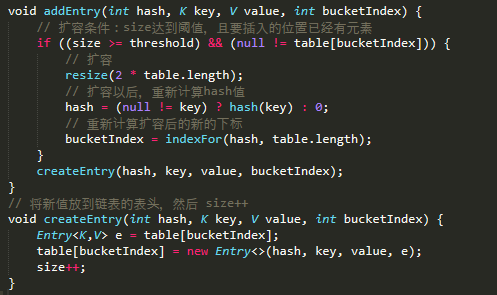 void addEntry(int hash, K key, V value, int bucketIndex) {
    // 扩容条件：size达到阈值，且要插入的位置已经有元素
    if ((size >= threshold) && (null != table[bucketIndex])) {
        // 扩容
        resize(2 * table.length);
        // 扩容以后，重新计算hash值
        hash = (null != key) ? hash(key) : 0;
        // 重新计算扩容后的新的下标
        bucketIndex = indexFor(hash, table.length);
    }
    createEntry(hash, key, value, bucketIndex);
}
// 将新值放到链表的表头，然后 size++
void createEntry(int hash, K key, V value, int bucketIndex) {
    Entry<K,V> e = table[bucketIndex];
    table[bucketIndex] = new Entry<>(hash, key, value, e);
    size++;
}